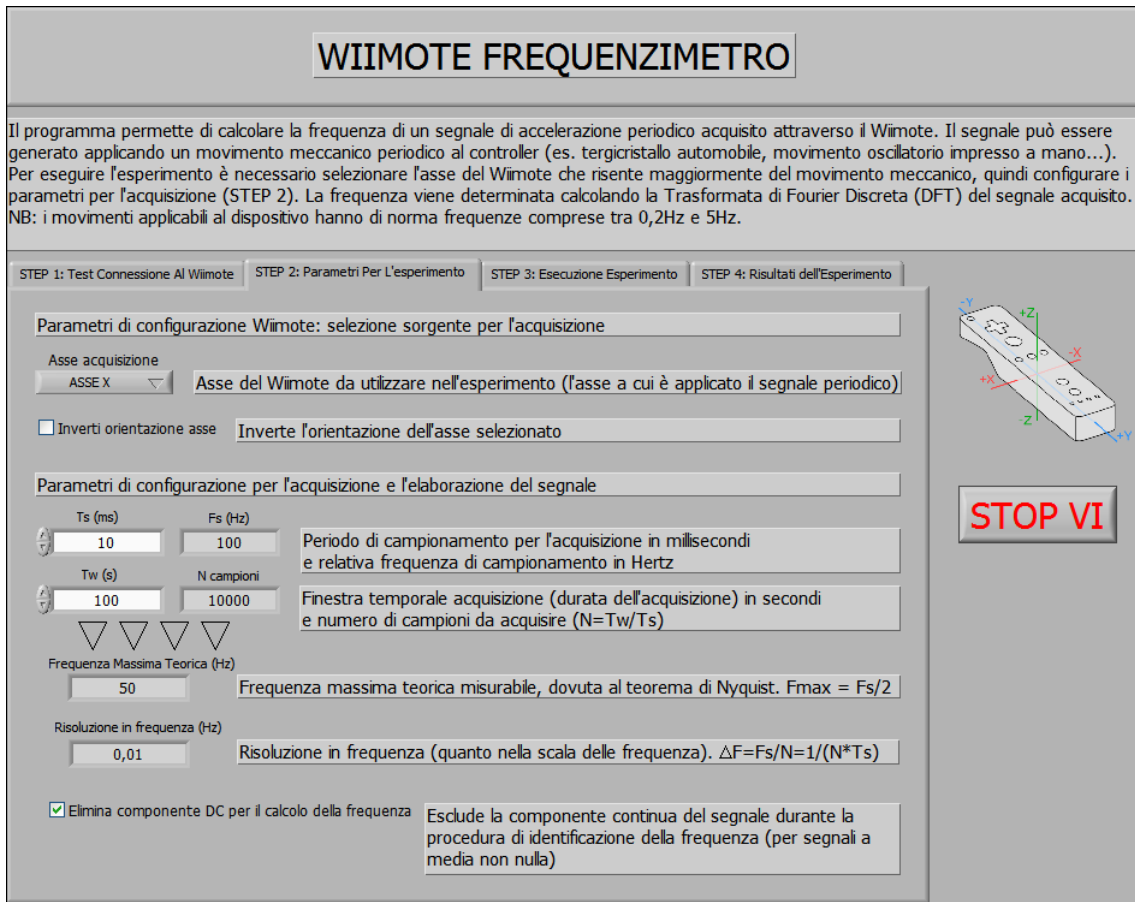 WIIMOTE FREQUENZIMETRO
Il programma permette di calcolare la frequenza di un segnale di accelerazione periodico acquisito attraverso il Wiimote. Il segnale può essere
generato applicando un movimento meccanico periodico al controller (es. tergicristallo automobile, movimento oscillatorio impresso a mano...).
Per eseguire l'esperimento è necessario selezionare l'asse del Wiimote che risente maggiormente del movimento meccanico, quindi configurare i
parametri per l'acquisizione (STEP 2). La frequenza viene determinata calcolando la Trasformata di Fourier Discreta (DFT) del segnale acquisito.
NB: i movimenti applicabili al dispositivo hanno di norma frequenze comprese tra 0,2Hz e 5Hz.
STEP 1: Test Connessione Al Wiimote
STEP 2: Parametri Per L'esperimento
STEP 3: Esecuzione Esperimento
STEP 4: Risultati dell'Esperimento
Parametri di configurazione Wiimote: selezione sorgente per l'acquisizione
Asse acquisizione
ASSE X
Asse del Wiimote da utilizzare nell'esperimento (l'asse a cui è applicato il segnale periodico)
Inverti orientazione asse
Inverte l'orientazione dell'asse selezionato
Parametri di configurazione per l'acquisizione e l'elaborazione del segnale
Ts (ms)
Fs (Hz)
10
100
Periodo di campionamento per l'acquisizione in millisecondi
e relativa frequenza di campionamento in Hertz
Tw (s)
N campioni
100
10000
Finestra temporale acquisizione (durata dell'acquisizione) in secondi
e numero di campioni da acquisire (N=Tw/Ts)
Frequenza Massima Teorica (Hz)
50
Frequenza massima teorica misurabile, dovuta al teorema di Nyquist. Fmax = Fs/2
Risoluzione in frequenza (Hz)
0,01
Risoluzione in frequenza (quanto nella scala delle frequenza). ΔF=Fs/N=1/(N*Ts)
Elimina componente DC per il calcolo della frequenza
Esclude la componente continua del segnale durante la
procedura di identificazione della frequenza (per segnali a
media non nulla)
-Y
+Z
-X
+X
-Z
+Y
STOP VI